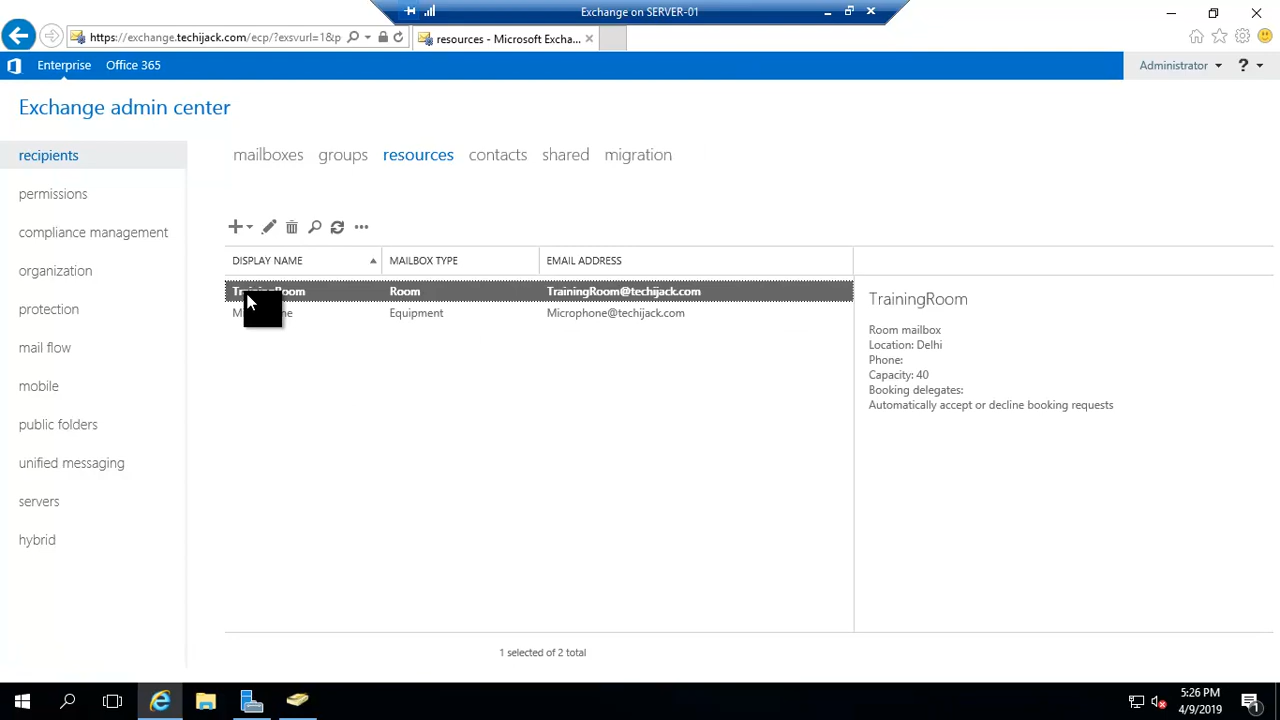 Exchange on SERVER-01
https://exchange.techijack.com/ecp/?exsvurl=1&p
resources - Microsoft Excha...
Enterprise
Office 365
Administrator
?
Exchange admin center
recipients
permissions
compliance management
organization
protection
mail flow
mobile
public folders
unified messaging
servers
hybrid
mailboxes groups resources contacts shared migration
DISPLAY NAME MAILBOX TYPE EMAIL ADDRESS
TrainingRoom Room TrainingRoom@techijack.com
Equipment Microphone@techijack.com
TrainingRoom
Room mailbox
Location: Delhi
Phone:
Capacity: 40
Booking delegates:
Automatically accept or decline booking requests
1 selected of 2 total
5:26 PM
4/9/2019
1